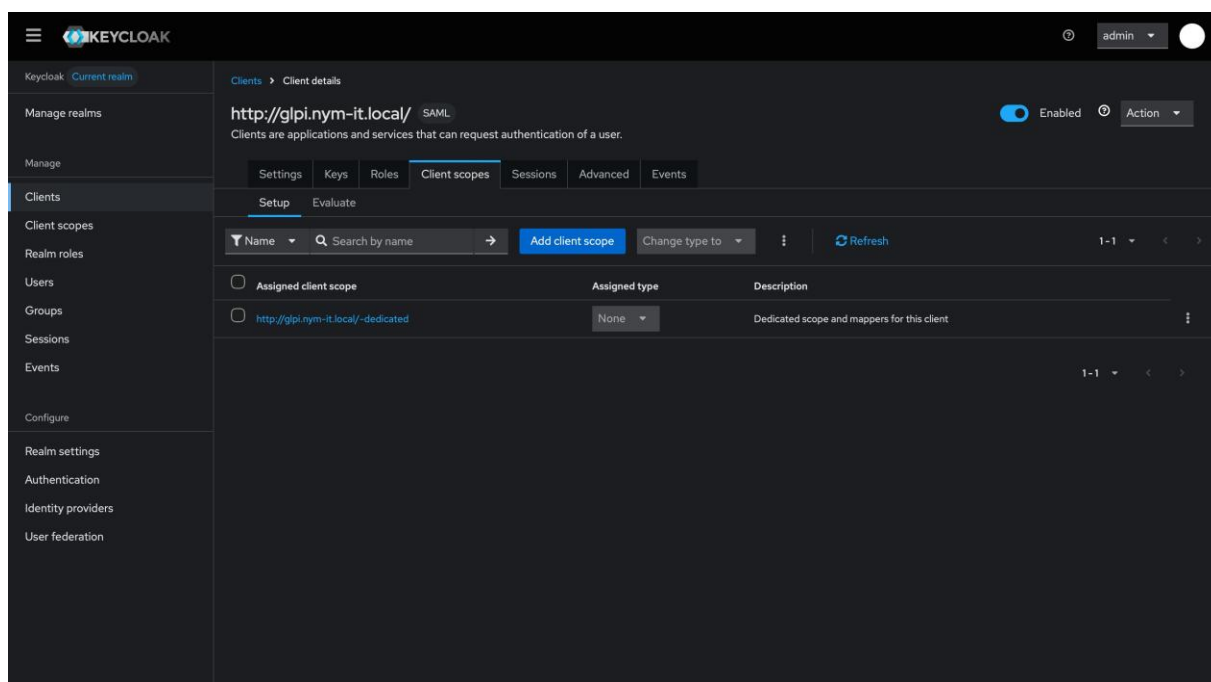 KEYCLOAK
admin
Keycloak Current realm
Manage realms
Manage
Clients
Client scopes
Realm roles
Users
Groups
Sessions
Events
Configure
Realm settings
Authentication
Identity providers
User federation
Clients > Client details
http://glpi.nym-it.local/ SAML
Enabled Action
Clients are applications and services that can request authentication of a user.
Settings Keys Roles Client scopes Sessions Advanced Events
Setup Evaluate
Name Search by name → Add client scope Change type to Refresh 1-1
Assigned client scope Assigned type Description
http://glpi.nym-it.local/-dedicated None Dedicated scope and mappers for this client
1-1